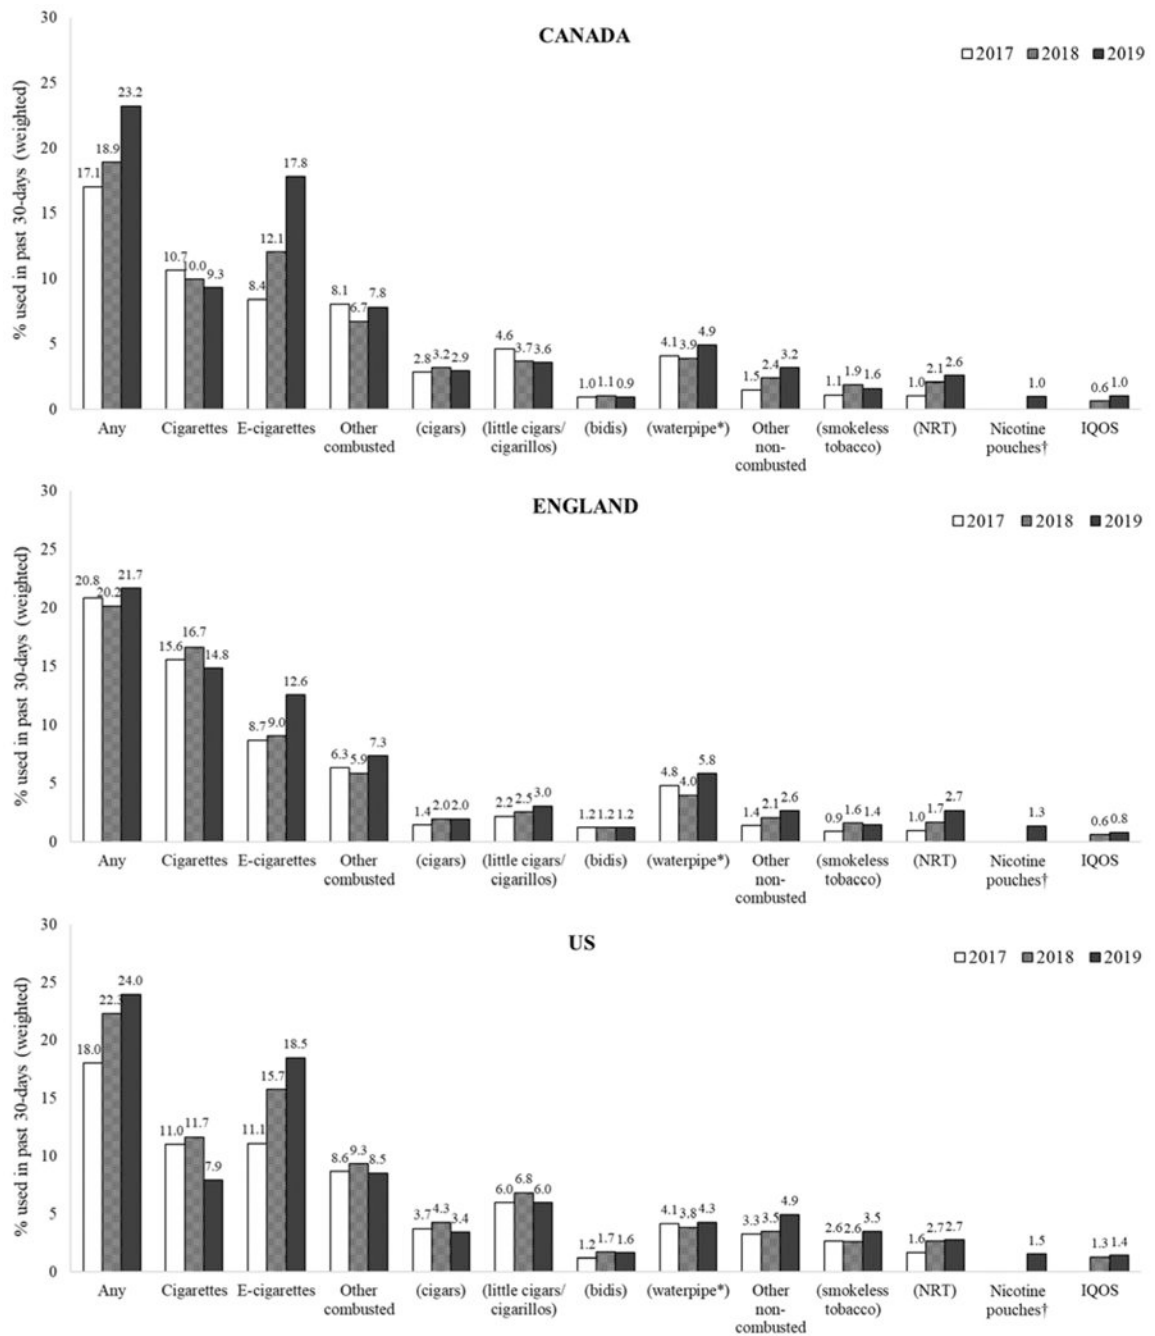 CANADA
□2017 ■2018 ■2019
% used in past 30-days (weighted)
30
25
20
15
10
5
0
17.1 18.9 23.2
10.7 10.0 9.3
8.4 12.1 17.8
8.1 6.7 7.8
2.8 3.2 2.9
4.6 3.7 3.6
1.0 1.1 0.9
4.1 3.9 4.9
1.5 2.4 3.2
1.1 1.9 1.6
1.0 2.1 2.6
1.0
0.6 1.0
Any Cigarettes E-cigarettes Other (cigars) (little cigars/ (bidis) (waterpipe*) Other (smokeless (NRT) Nicotine IQOS
combusted cigarillos) non- tobacco) pouches†
combusted
ENGLAND
□2017 ■2018 ■2019
% used in past 30-days (weighted)
30
25
20
15
10
5
0
20.8 20.2 21.7
15.6 16.7 14.8
8.7 9.0 12.6
6.3 5.9 7.3
1.4 2.0 2.0
2.2 2.5 3.0
1.2 1.2 1.2
4.8 4.0 5.8
1.4 2.1 2.6
0.9 1.6 1.4
1.0 1.7 2.7
1.3
0.6 0.8
Any Cigarettes E-cigarettes Other (cigars) (little cigars/ (bidis) (waterpipe*) Other (smokeless (NRT) Nicotine IQOS
combusted cigarillos) non- tobacco) pouches†
combusted
US
□2017 ■2018 ■2019
% used in past 30-days (weighted)
30
25
20
15
10
5
0
18.0 22.3 24.0
11.0 11.7 7.9
11.1 15.7 18.5
8.6 9.3 8.5
3.7 4.3 3.4
6.0 6.8 6.0
1.2 1.7 1.6
4.1 3.8 4.3
3.3 3.5 4.9
2.6 2.6 3.5
1.6 2.7 2.7
1.5
1.3 1.4
Any Cigarettes E-cigarettes Other (cigars) (little cigars/ (bidis) (waterpipe*) Other (smokeless (NRT) Nicotine IQOS
combusted cigarillos) non- tobacco) pouches†
combusted